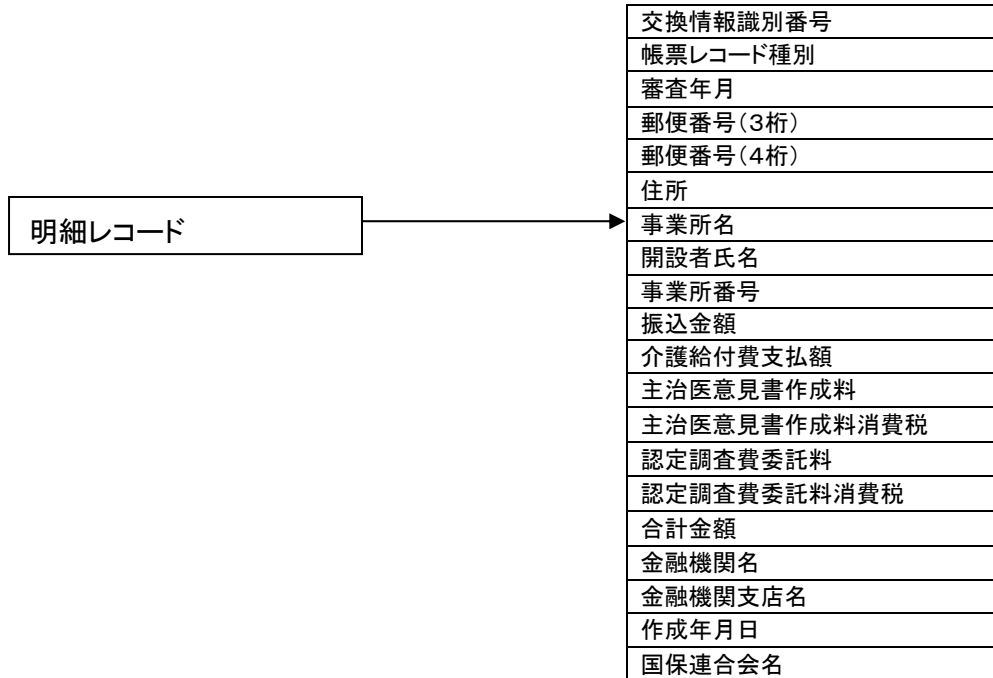 交換情報識別番号
帳票レコード種別
審査年月
郵便番号（３桁）
郵便番号（４桁）
住所
明細レコード
事業所名
開設者氏名
事業所番号
振込金額
介護給付費支払額
主治医意見書作成料
主治医意見書作成料消費税
認定調査費委託料
認定調査費委託料消費税
合計金額
金融機関名
金融機関支店名
作成年月日
国保連合会名